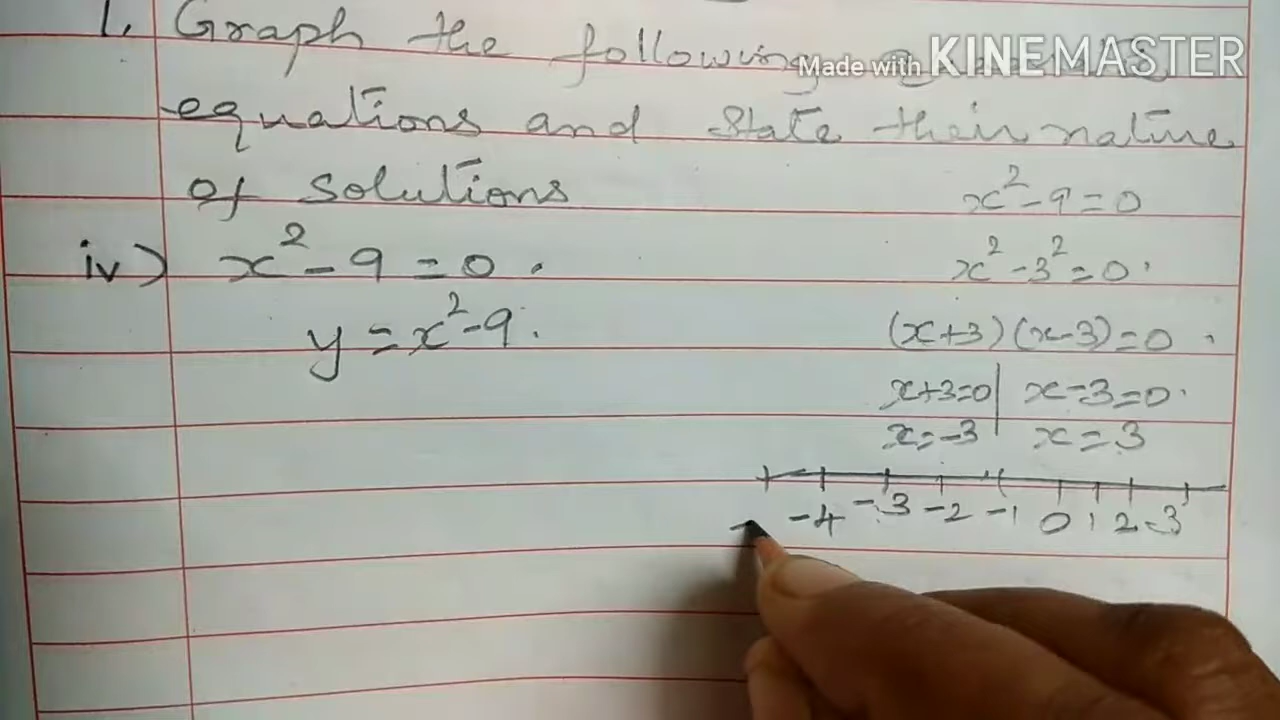 1. Graph the following
Made with KINEMASTER
equations and state their nature
of solutions
iv) x² - 9 = 0.
y = x² - 9.
x² - 9 = 0
x² - 3² = 0.
(x+3) (x-3) = 0.
x+3=0 | x-3=0.
x=-3 | x=3
-4 -3 -2 -1 0 1 2 3